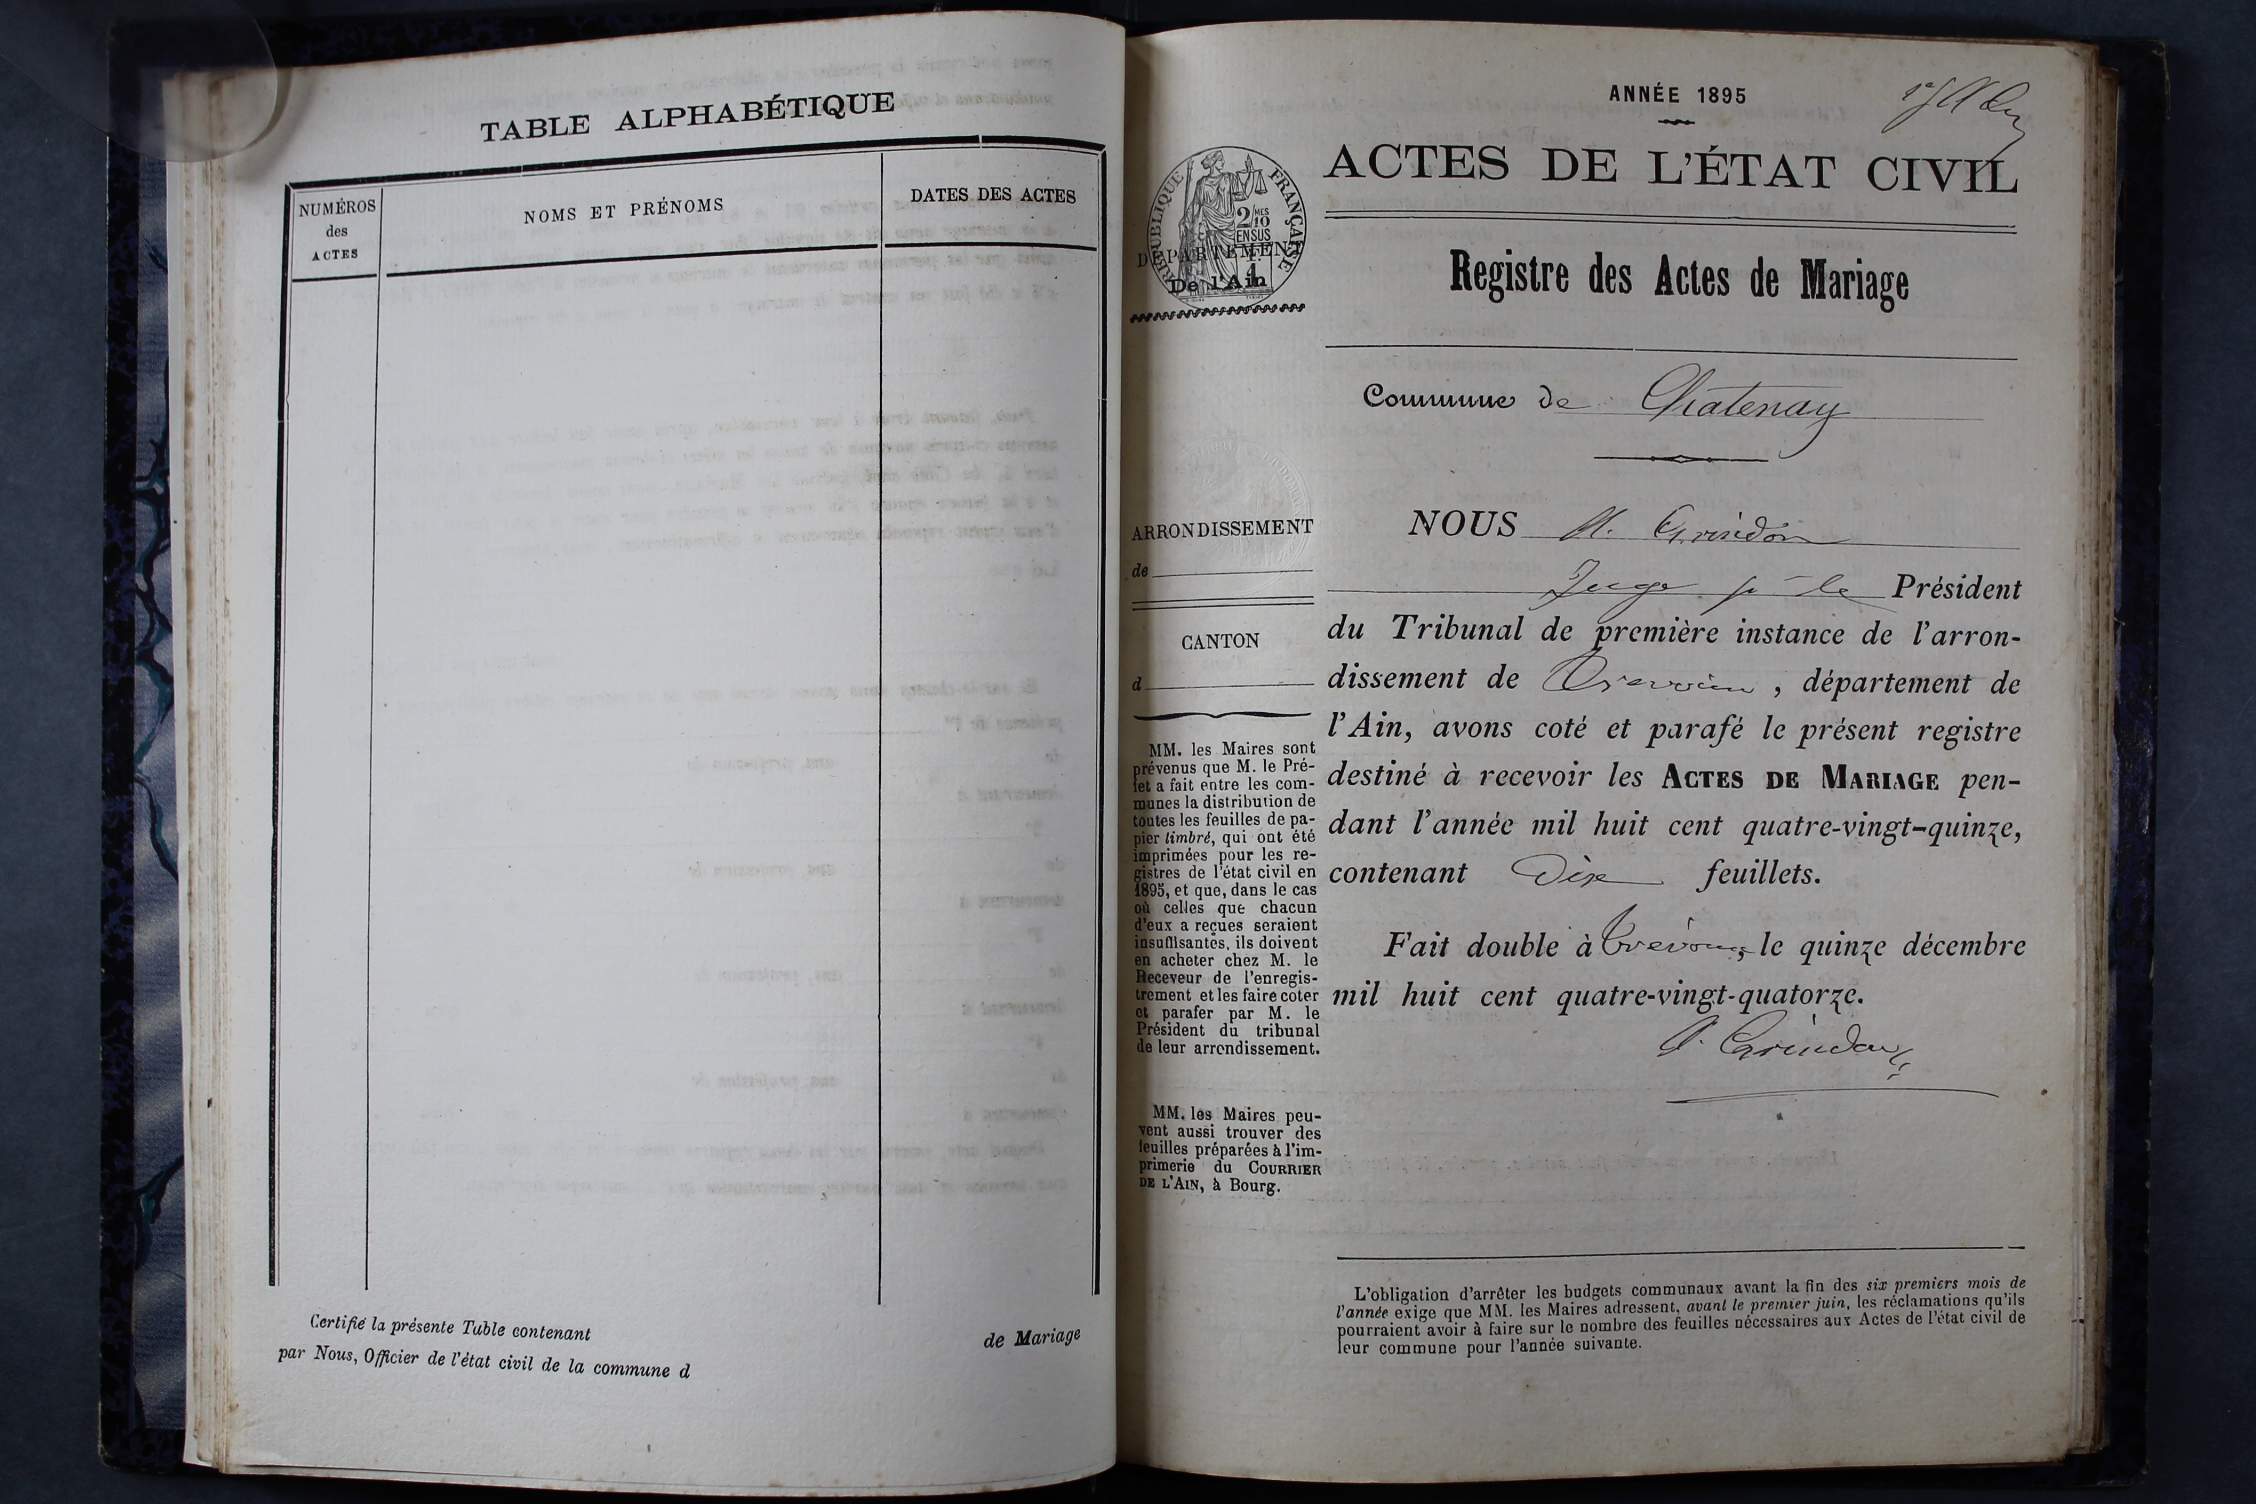 TABLE ALPHABÉTIQUE
NUMÉROS
des
ACTES
NOMS ET PRÉNOMS
DATES DES ACTES
Certifié la présente Table contenant
de Mariage
par Nous, Officier de l'état civil de la commune d
ANNÉE 1895
ACTES DE L'ÉTAT CIVIL
RÉPUBLIQUE FRANÇAISE
2/10 MES
EN SUS
DÉPARTEMENT
De l'Ain
Registre des Actes de Mariage
Commune de Chatenay
ARRONDISSEMENT
de
CANTON
d
MM. les Maires sont
prévenus que M. le Pré-
fet a fait entre les com-
munes la distribution de
toutes les feuilles de pa-
pier timbré, qui ont été
imprimées pour les re-
gistres de l'état civil en
1895, et que, dans le cas
où celles que chacun
d'eux a reçues seraient
insuffisantes, ils doivent
en acheter chez M. le
Receveur de l'enregis-
trement et les faire coter
et parafer par M. le
Président du tribunal
de leur arrondissement.
MM. les Maires peu-
vent aussi trouver des
feuilles préparées à l'im-
primerie du COURRIER
DE L'AIN, à Bourg.
NOUS Grindon
Juge pr le Président
du Tribunal de première instance de l'arron-
dissement de Trévoux, département de
l'Ain, avons coté et parafé le présent registre
destiné à recevoir les ACTES DE MARIAGE pen-
dant l'année mil huit cent quatre-vingt-quinze,
contenant Dix feuillets.
Fait double à Trévoux, le quinze décembre
mil huit cent quatre-vingt-quatorze.
Grindon
L'obligation d'arrêter les budgets communaux avant la fin des six premiers mois de
l'année exige que MM. les Maires adressent, avant le premier juin, les réclamations qu'ils
pourraient avoir à faire sur le nombre des feuilles nécessaires aux Actes de l'état civil de
leur commune pour l'année suivante.